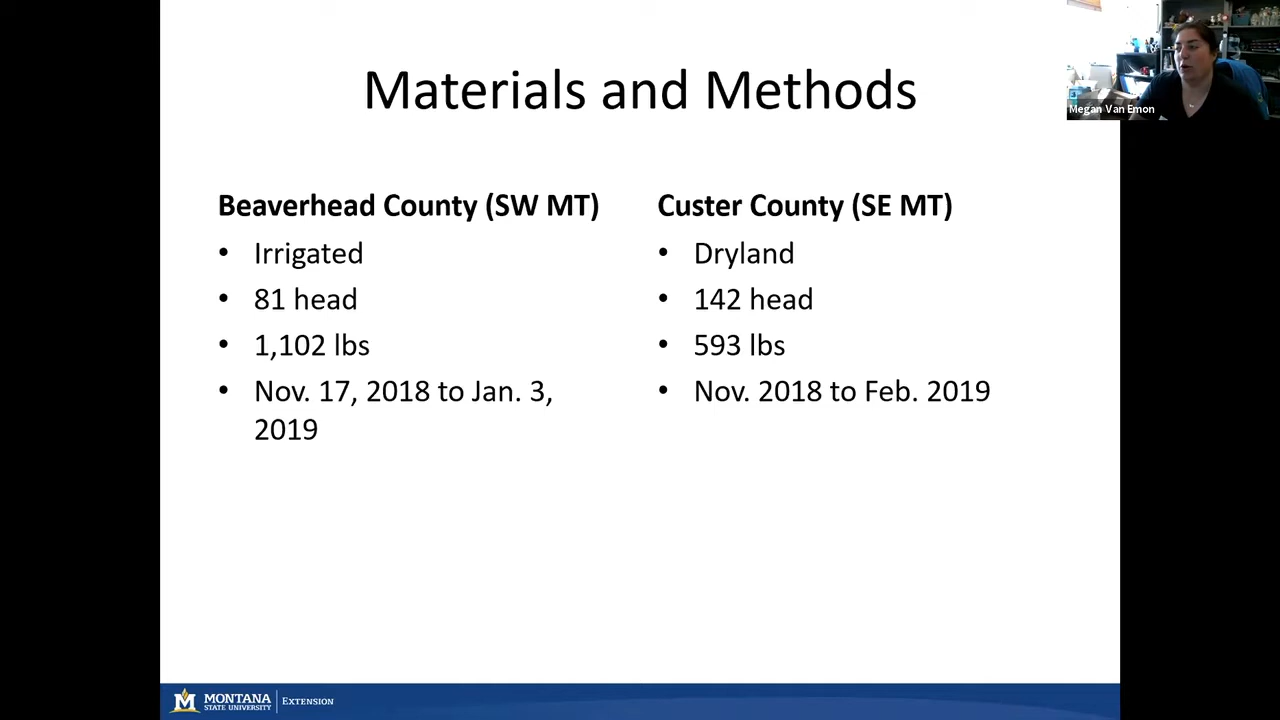 Materials and Methods
Megan Van Emon
Beaverhead County (SW MT)
• Irrigated
• 81 head
• 1,102 lbs
• Nov. 17, 2018 to Jan. 3,
2019
Custer County (SE MT)
• Dryland
• 142 head
• 593 lbs
• Nov. 2018 to Feb. 2019
M
MONTANA
STATE UNIVERSITY
EXTENSION